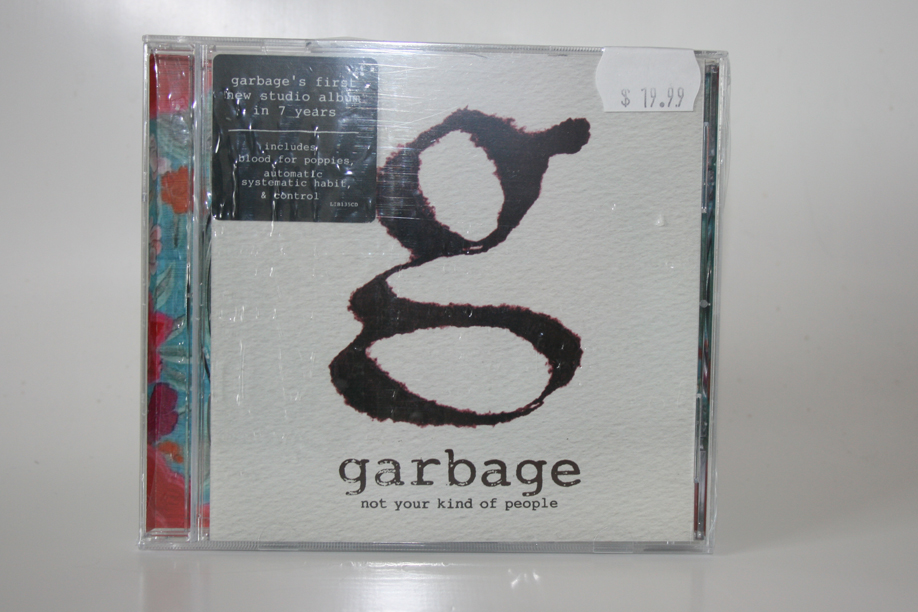 garbage's first
new studio album
in 7 years
includes
blood for poppies,
automatic
systematic habit,
& control
$ 19.99
g
garbage
not your kind of people